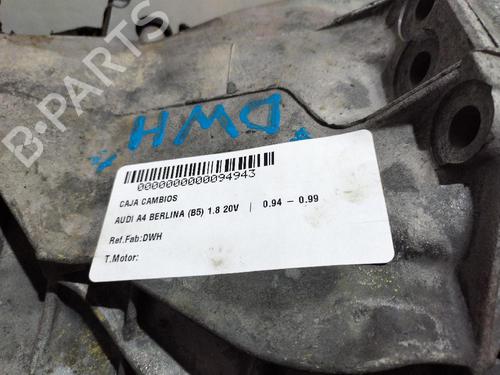 B-PARTS
DWH
0000000000094943
CAJA CAMBIOS
AUDI A4 BERLINA (B5) 1.8 20V | 0.94 - 0.99
Ref.Fab:DWH
T.Motor: